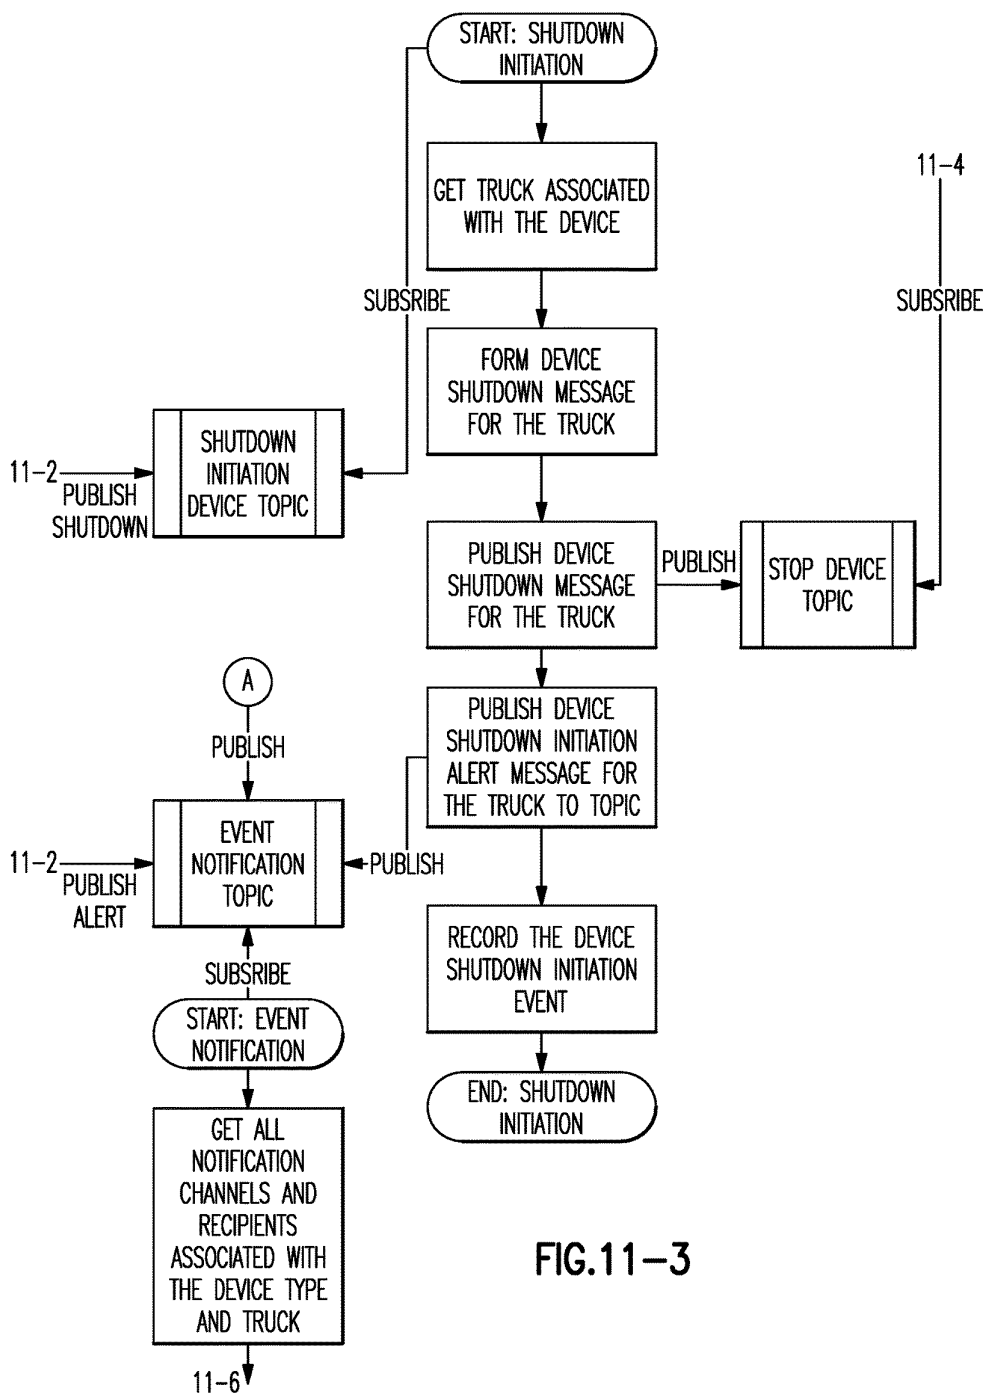 START: SHUTDOWN
INITIATION
GET TRUCK ASSOCIATED
WITH THE DEVICE
11-4
SUBSRIBE
SUBSRIBE
FORM DEVICE
SHUTDOWN MESSAGE
FOR THE TRUCK
11-2
PUBLISH
SHUTDOWN
SHUTDOWN
INITIATION
DEVICE TOPIC
PUBLISH DEVICE
SHUTDOWN MESSAGE
FOR THE TRUCK
PUBLISH
STOP DEVICE
TOPIC
A
PUBLISH
PUBLISH DEVICE
SHUTDOWN INITIATION
ALERT MESSAGE FOR
THE TRUCK TO TOPIC
11-2
PUBLISH
ALERT
EVENT
NOTIFICATION
TOPIC
PUBLISH
SUBSRIBE
RECORD THE DEVICE
SHUTDOWN INITIATION
EVENT
START: EVENT
NOTIFICATION
END: SHUTDOWN
INITIATION
GET ALL
NOTIFICATION
CHANNELS AND
RECIPIENTS
ASSOCIATED WITH
THE DEVICE TYPE
AND TRUCK
11-6
FIG.11-3